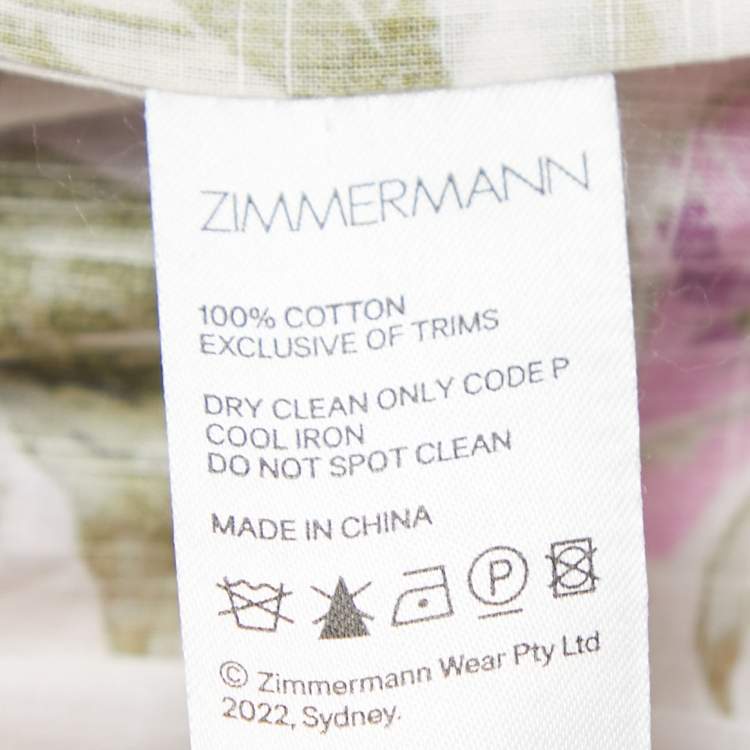 ZIMMERMANN
100% COTTON
EXCLUSIVE OF TRIMS
DRY CLEAN ONLY CODE P
COOL IRON
DO NOT SPOT CLEAN
MADE IN CHINA
P
© Zimmermann Wear Pty Ltd
2022, Sydney.